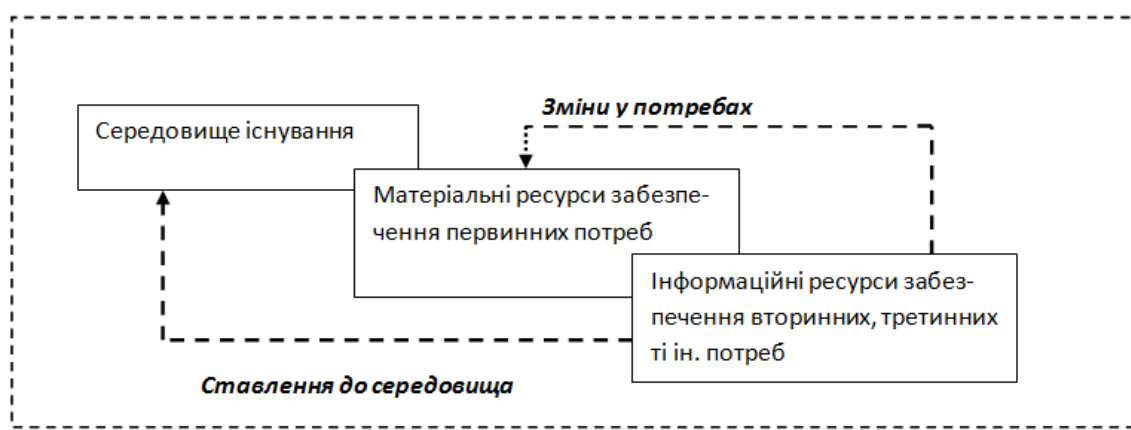 Зміни у потребах
Середовище існування
Матеріальні ресурси забезпе-
чення первинних потреб
Інформаційні ресурси забез-
печення вторинних, третинних
ті ін. потреб
Ставлення до середовища